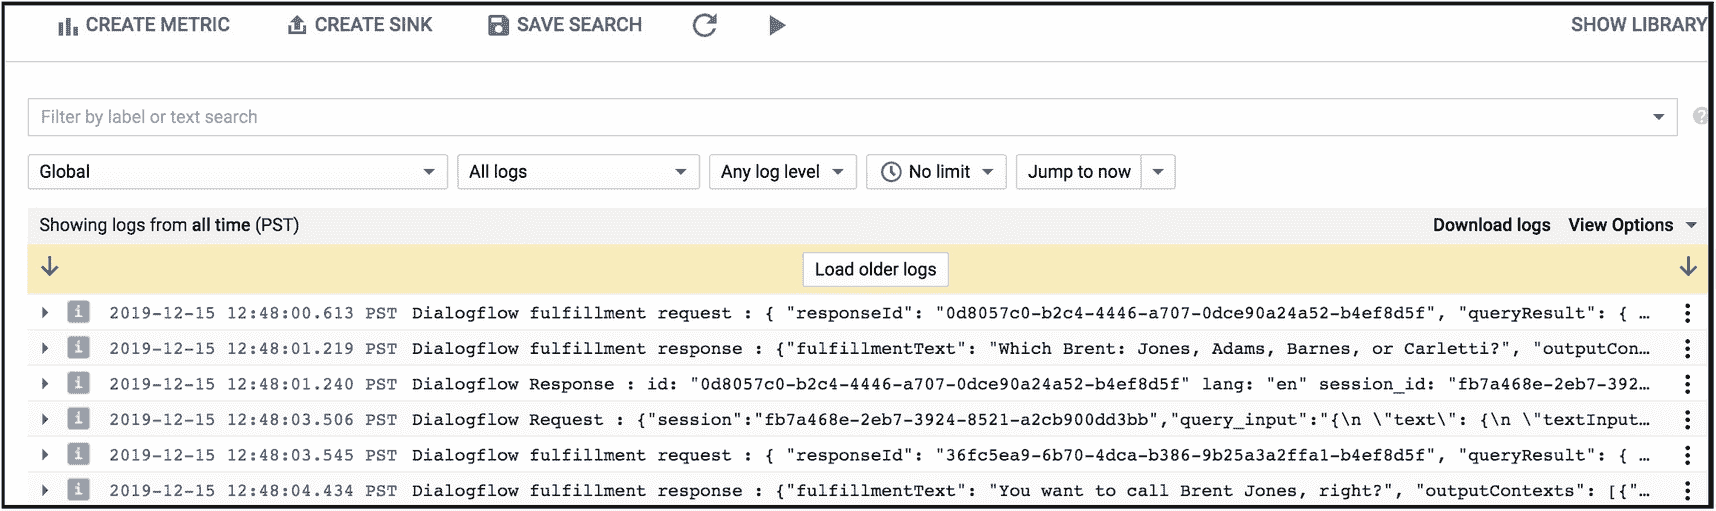 CREATE METRIC CREATE SINK SAVE SEARCH SHOW LIBRARY
Filter by label or text search
Global All logs Any log level No limit Jump to now
Showing logs from all time (PST) Download logs View Options
Load older logs
i 2019-12-15 12:48:00.613 PST Dialogflow fulfillment request : { "responseId": "0d8057c0-b2c4-4446-a707-0dce90a24a52-b4ef8d5f", "queryResult": { …
i 2019-12-15 12:48:01.219 PST Dialogflow fulfillment response : {"fulfillmentText": "Which Brent: Jones, Adams, Barnes, or Carletti?", "outputCon…
i 2019-12-15 12:48:01.240 PST Dialogflow Response : id: "0d8057c0-b2c4-4446-a707-0dce90a24a52-b4ef8d5f" lang: "en" session_id: "fb7a468e-2eb7-392…
i 2019-12-15 12:48:03.506 PST Dialogflow Request : {"session":"fb7a468e-2eb7-3924-8521-a2cb900dd3bb","query_input":"{\n \"text\": {\n \"textInput…
i 2019-12-15 12:48:03.545 PST Dialogflow fulfillment request : { "responseId": "36fc5ea9-6b70-4dca-b386-9b25a3a2ffa1-b4ef8d5f", "queryResult": { …
i 2019-12-15 12:48:04.434 PST Dialogflow fulfillment response : {"fulfillmentText": "You want to call Brent Jones, right?", "outputContexts": [{"…